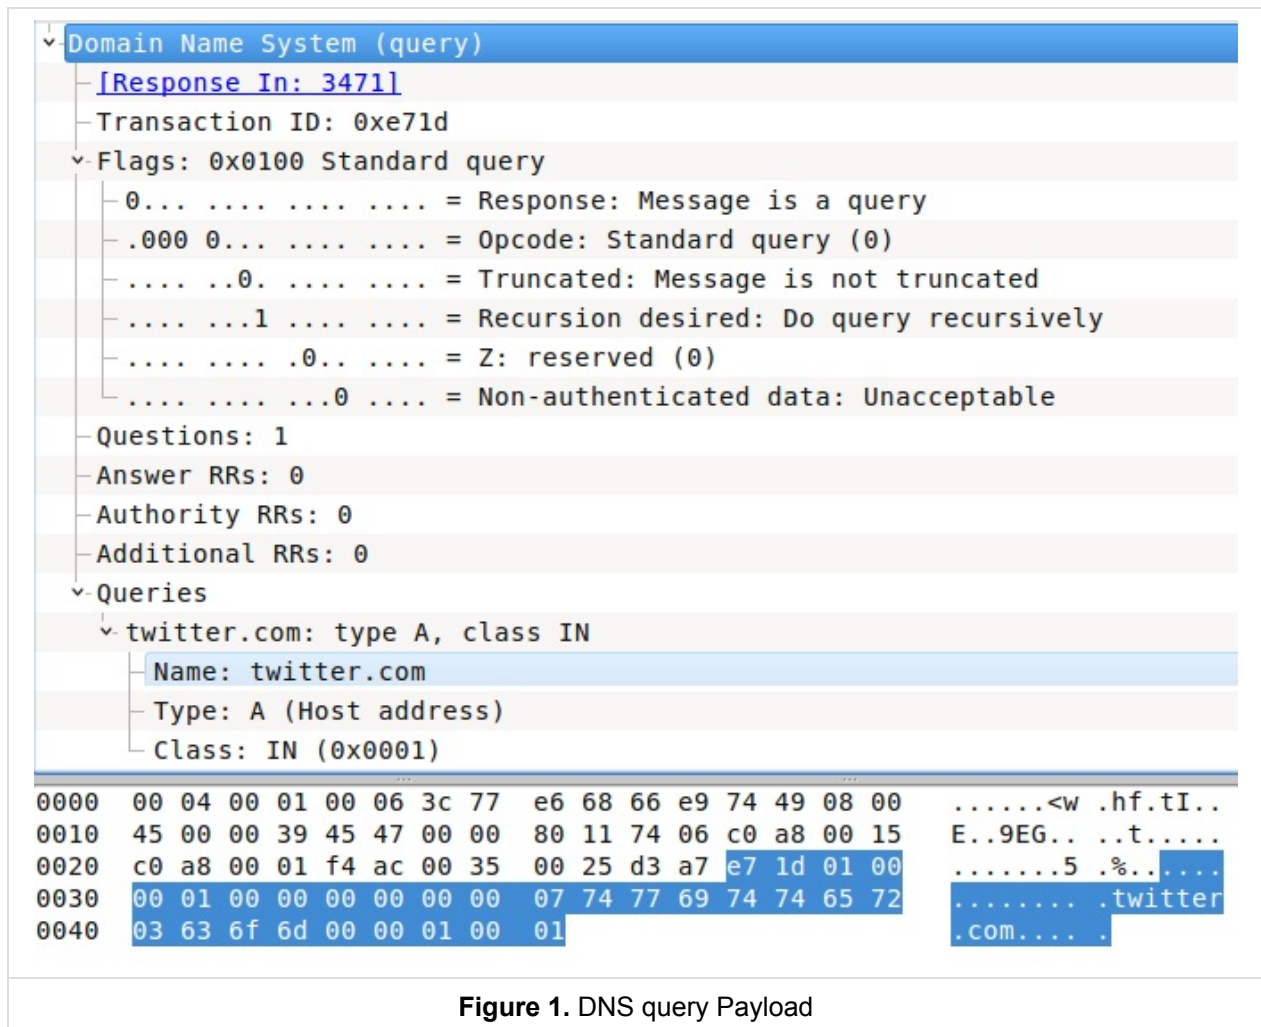 Domain Name System (query)
[Response In: 3471]
Transaction ID: 0xe71d
Flags: 0x0100 Standard query
0... .... .... .... = Response: Message is a query
.000 0... .... .... = Opcode: Standard query (0)
.... ..0. .... .... = Truncated: Message is not truncated
.... ...1 .... .... = Recursion desired: Do query recursively
.... .... .0.. .... = Z: reserved (0)
.... .... ...0 .... = Non-authenticated data: Unacceptable
Questions: 1
Answer RRs: 0
Authority RRs: 0
Additional RRs: 0
Queries
twitter.com: type A, class IN
Name: twitter.com
Type: A (Host address)
Class: IN (0x0001)
0000 00 04 00 01 00 06 3c 77 e6 68 66 e9 74 49 08 00 ......<w .hf.tI..
0010 45 00 00 39 45 47 00 00 80 11 74 06 c0 a8 00 15 E..9EG.. ..t.....
0020 c0 a8 00 01 f4 ac 00 35 00 25 d3 a7 e7 1d 01 00 .......5 .%......
0030 00 01 00 00 00 00 00 00 07 74 77 69 74 74 65 72 ........ .twitter
0040 03 63 6f 6d 00 00 01 00 01 .com.... .
Figure 1. DNS query Payload